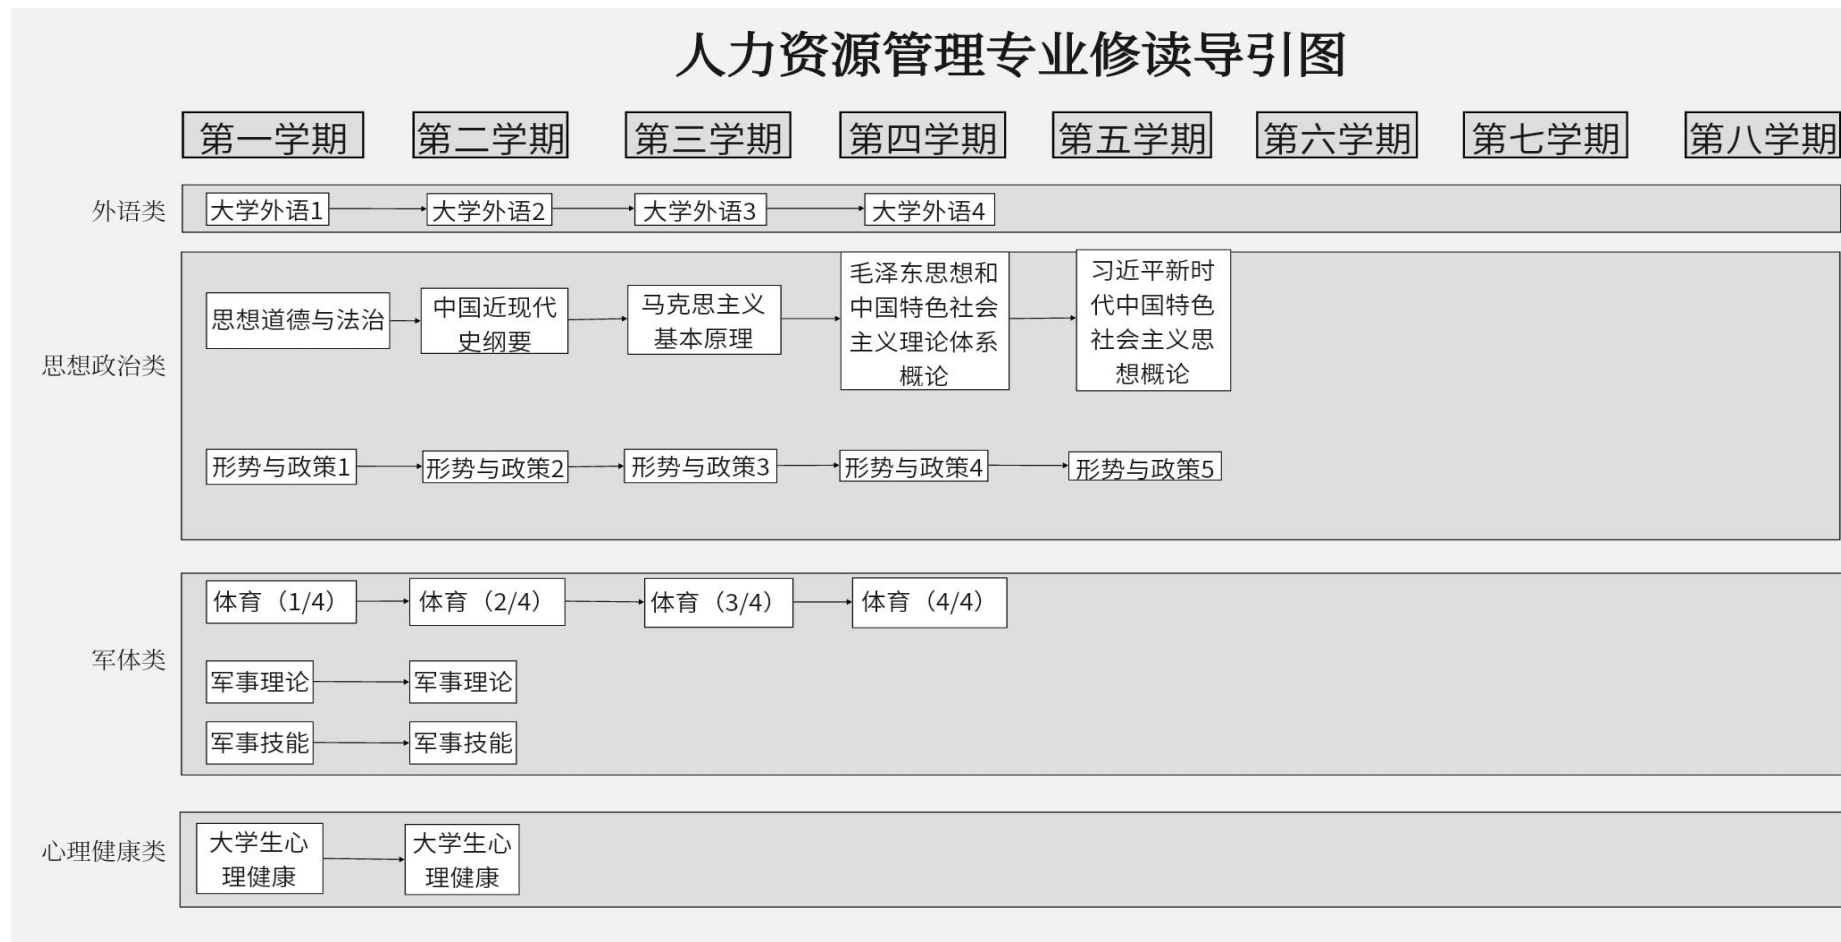 人力资源管理专业修读导引图
第一学期 第二学期 第三学期 第四学期 第五学期 第六学期 第七学期 第八学期
外语类
大学外语1 大学外语2 大学外语3 大学外语4
思想政治类
思想道德与法治
中国近现代
史纲要
马克思主义
基本原理
毛泽东思想和
中国特色社会
主义理论体系
概论
习近平新时
代中国特色
社会主义思
想概论
形势与政策1 形势与政策2 形势与政策3 形势与政策4 形势与政策5
军体类
体育（1/4） 体育（2/4） 体育（3/4） 体育（4/4）
军事理论 军事理论
军事技能 军事技能
心理健康类
大学生心
理健康
大学生心
理健康